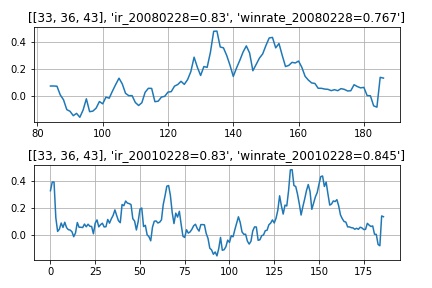 [[33, 36, 43], 'ir_20080228=0.83', 'winrate_20080228=0.767']
0.4
0.2
0.0
80 100 120 140 160 180
[[33, 36, 43], 'ir_20010228=0.83', 'winrate_20010228=0.845']
0.4
0.2
0.0
0 25 50 75 100 125 150 175